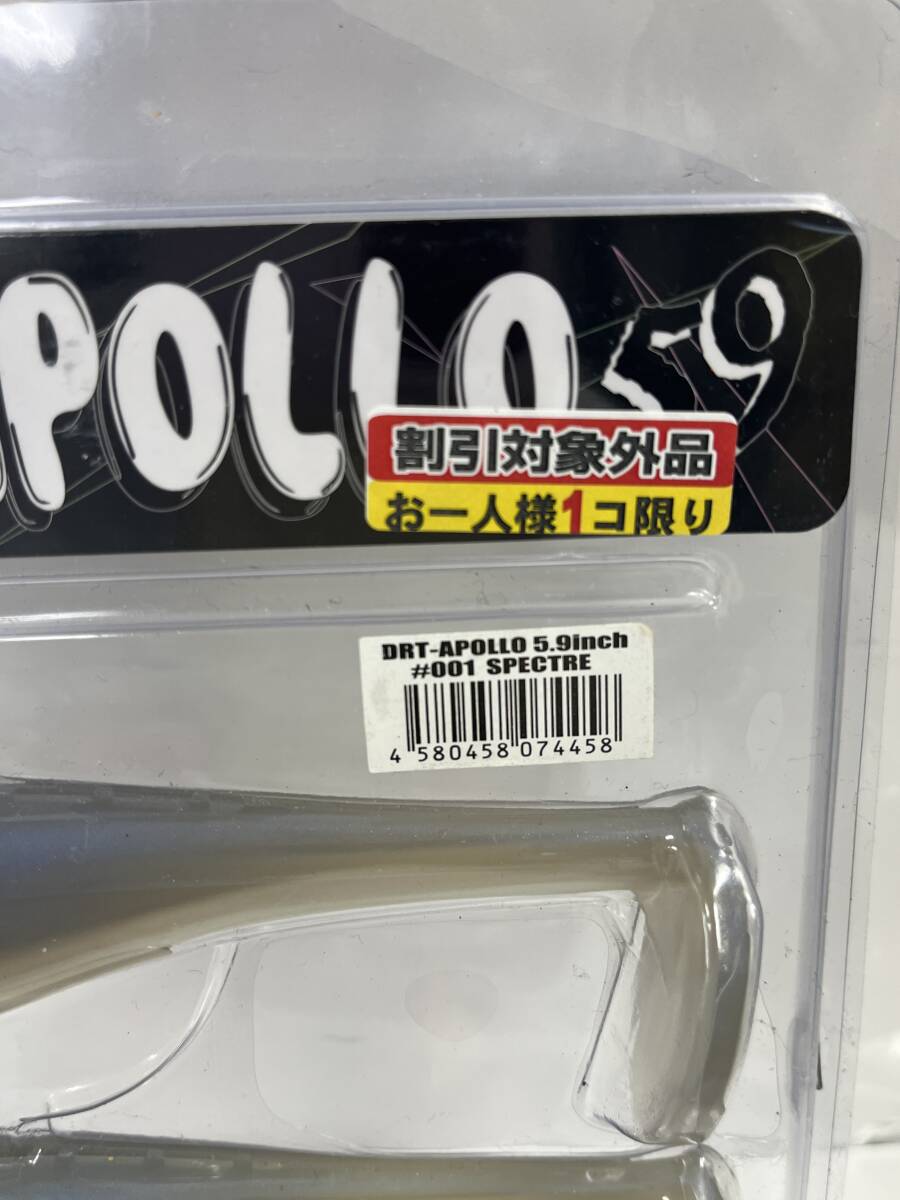 APOLLO 5.9
割引対象外品
お一人様1コ限り
DRT-APOLLO 5.9inch
#001 SPECTRE
4 580458 074458